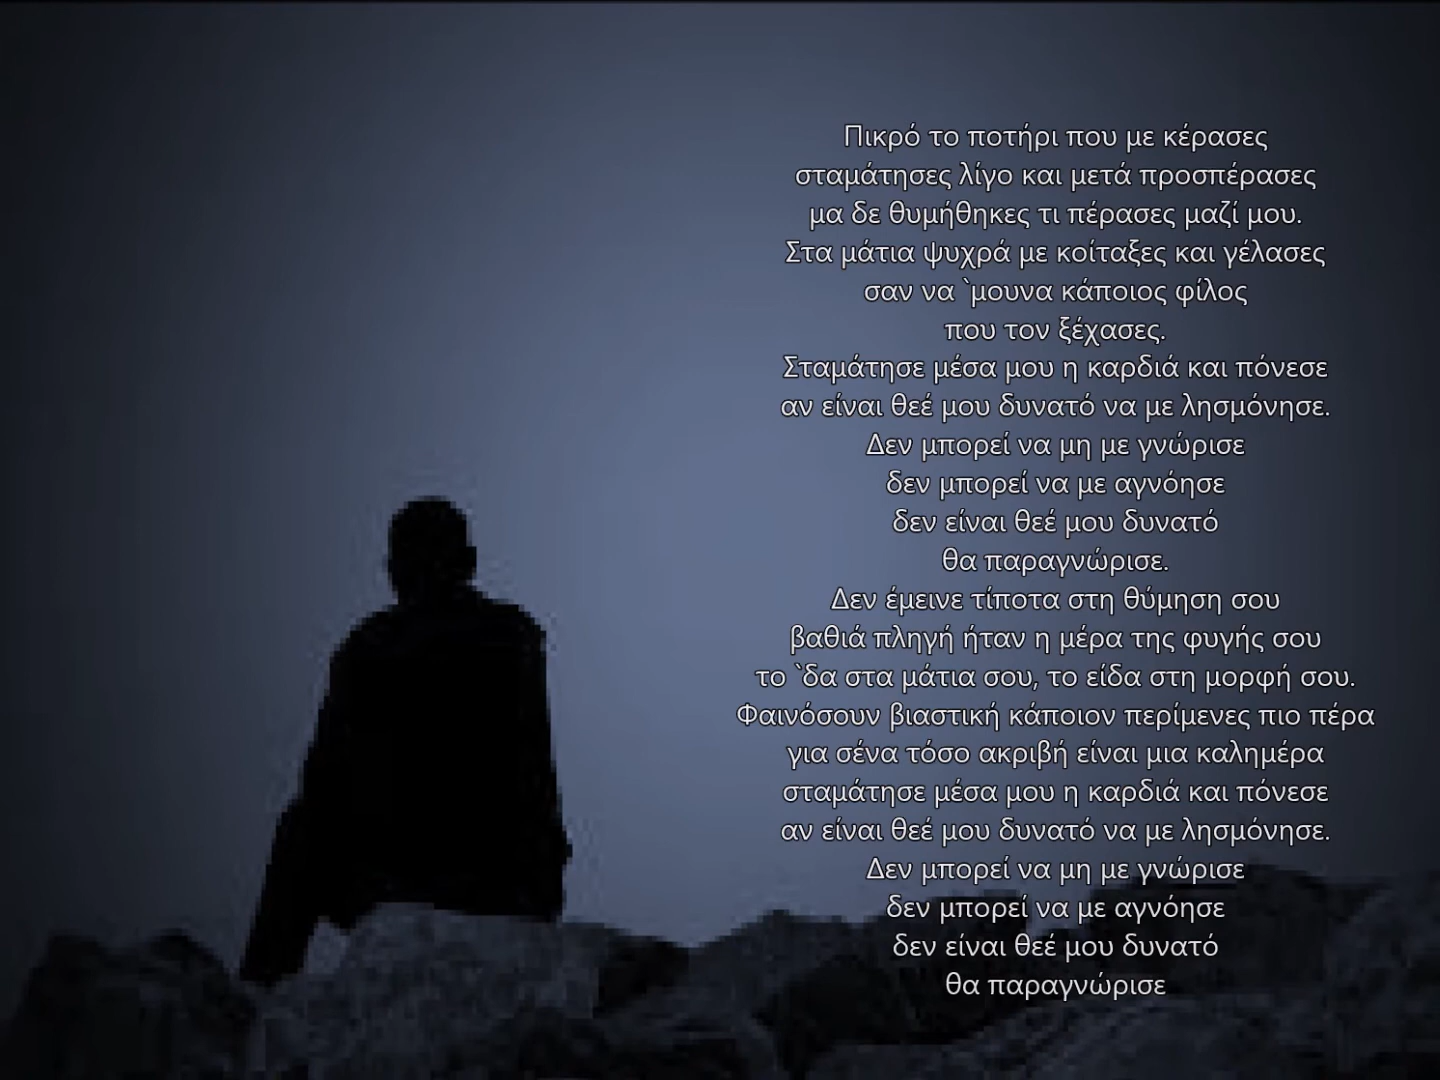 Πικρό το ποτήρι που με κέρασες
σταμάτησες λίγο και μετά προσπέρασες
μα δε θυμήθηκες τι πέρασες μαζί μου.
Στα μάτια ψυχρά με κοίταξες και γέλασες
σαν να `μουνα κάποιος φίλος
που τον ξέχασες.
Σταμάτησε μέσα μου η καρδιά και πόνεσε
αν είναι θεέ μου δυνατό να με λησμόνησε.
Δεν μπορεί να μη με γνώρισε
δεν μπορεί να με αγνόησε
δεν είναι θεέ μου δυνατό
θα παραγνώρισε.
Δεν έμεινε τίποτα στη θύμηση σου
βαθιά πληγή ήταν η μέρα της φυγής σου
το `δα στα μάτια σου, το είδα στη μορφή σου.
Φαινόσουν βιαστική κάποιον περίμενες πιο πέρα
για σένα τόσο ακριβή είναι μια καλημέρα
σταμάτησε μέσα μου η καρδιά και πόνεσε
αν είναι θεέ μου δυνατό να με λησμόνησε.
Δεν μπορεί να μη με γνώρισε
δεν μπορεί να με αγνόησε
δεν είναι θεέ μου δυνατό
θα παραγνώρισε